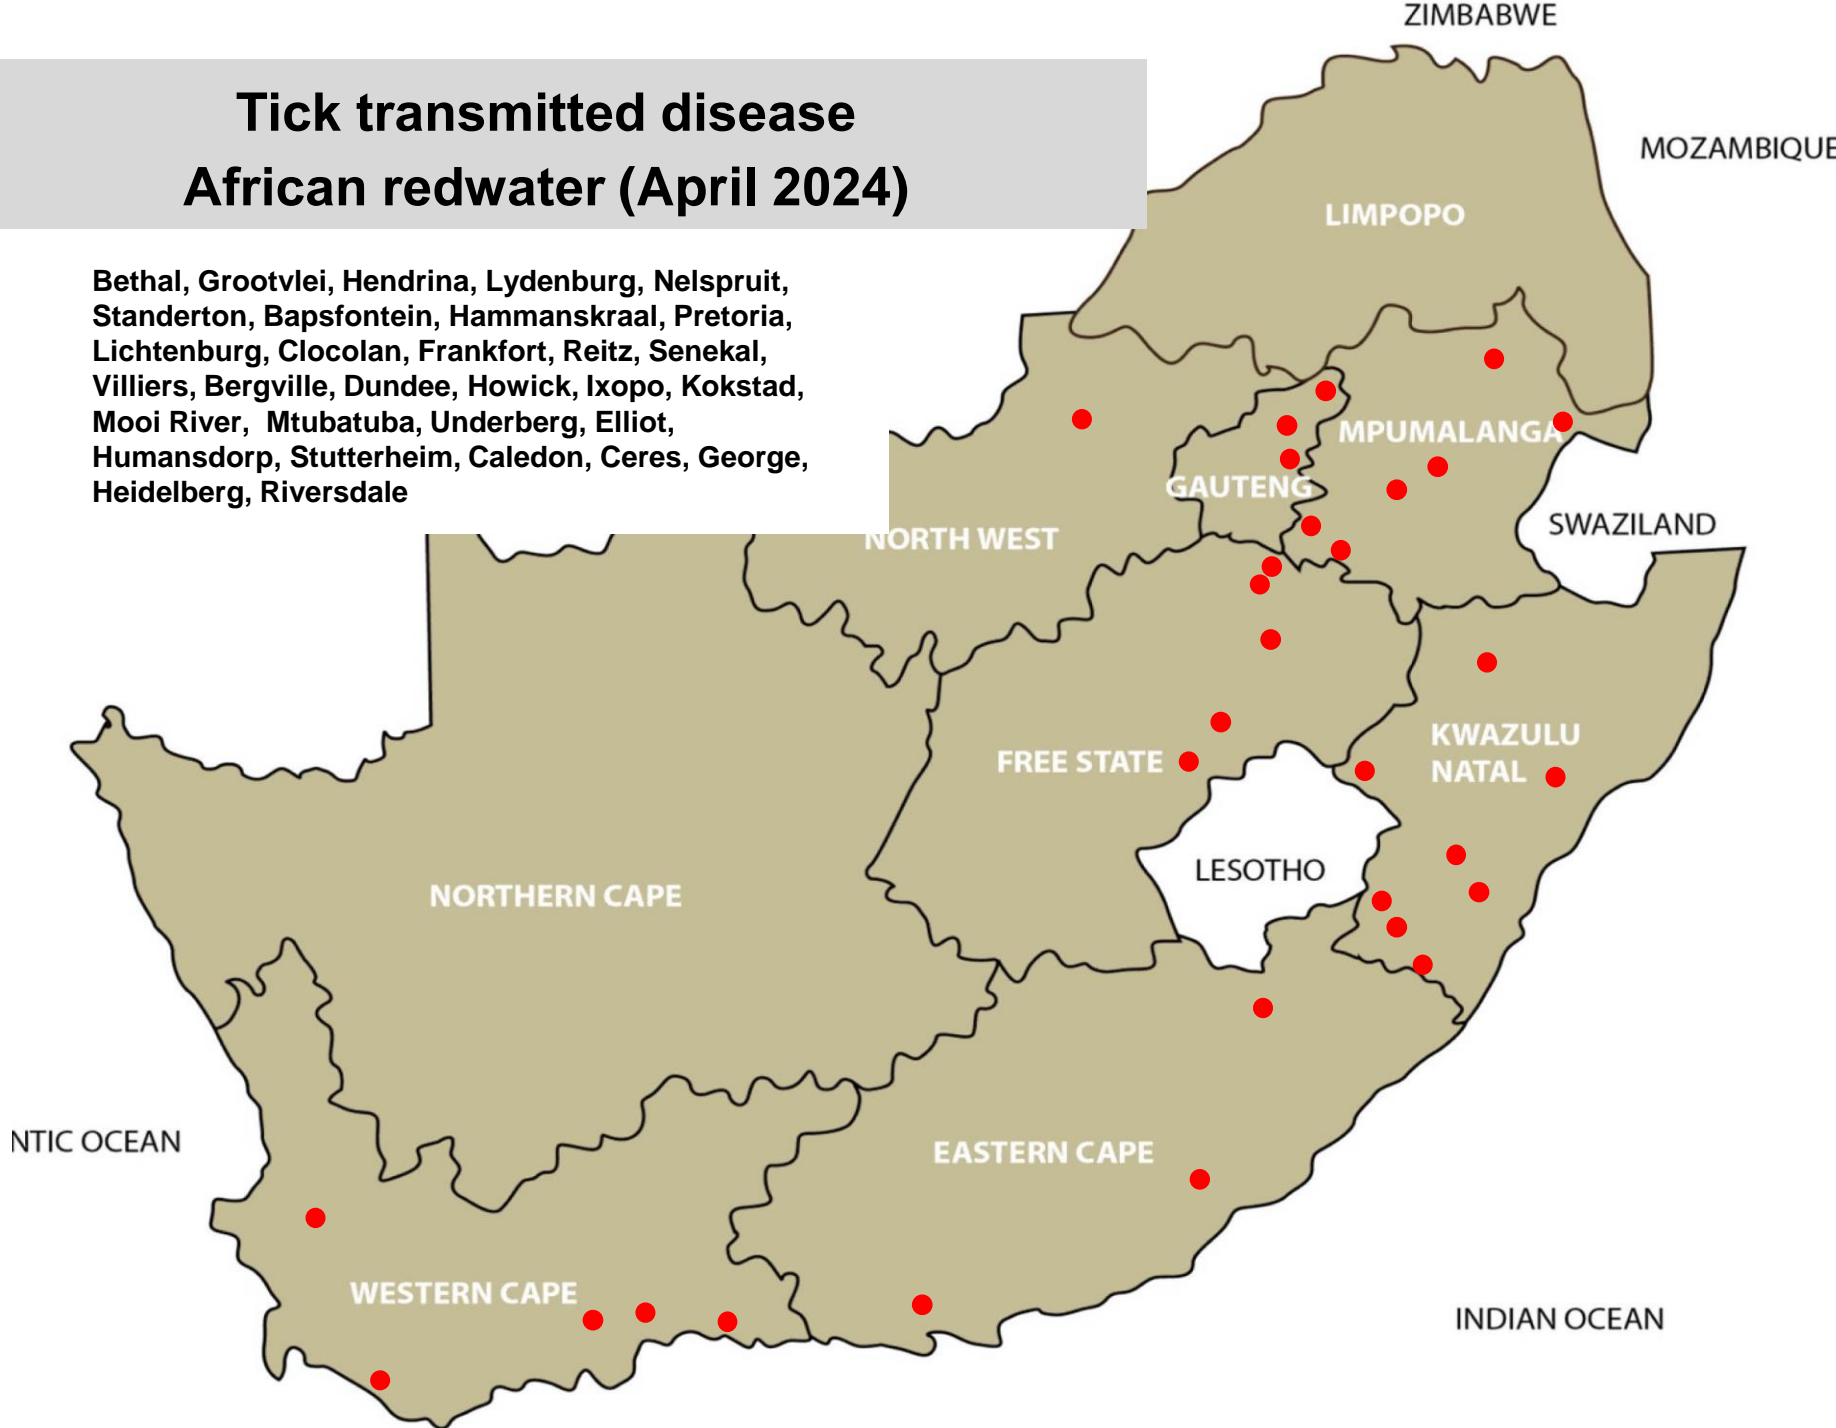 ZIMBABWE
Tick transmitted disease
African redwater (April 2024)
MOZAMBIQUE
LIMPOPO
Bethal, Grootvlei, Hendrina, Lydenburg, Nelspruit,
Standerton, Bapsfontein, Hammanskraal, Pretoria,
Lichtenburg, Clocolan, Frankfort, Reitz, Senekal,
Villiers, Bergville, Dundee, Howick, Ixopo, Kokstad,
Mooi River, Mtubatuba, Underberg, Elliot,
Humansdorp, Stutterheim, Caledon, Ceres, George,
Heidelberg, Riversdale
MPUMALANGA
GAUTENG
SWAZILAND
NORTH WEST
KWAZULU
NATAL
FREE STATE
LESOTHO
NORTHERN CAPE
NTIC OCEAN
EASTERN CAPE
WESTERN CAPE
INDIAN OCEAN